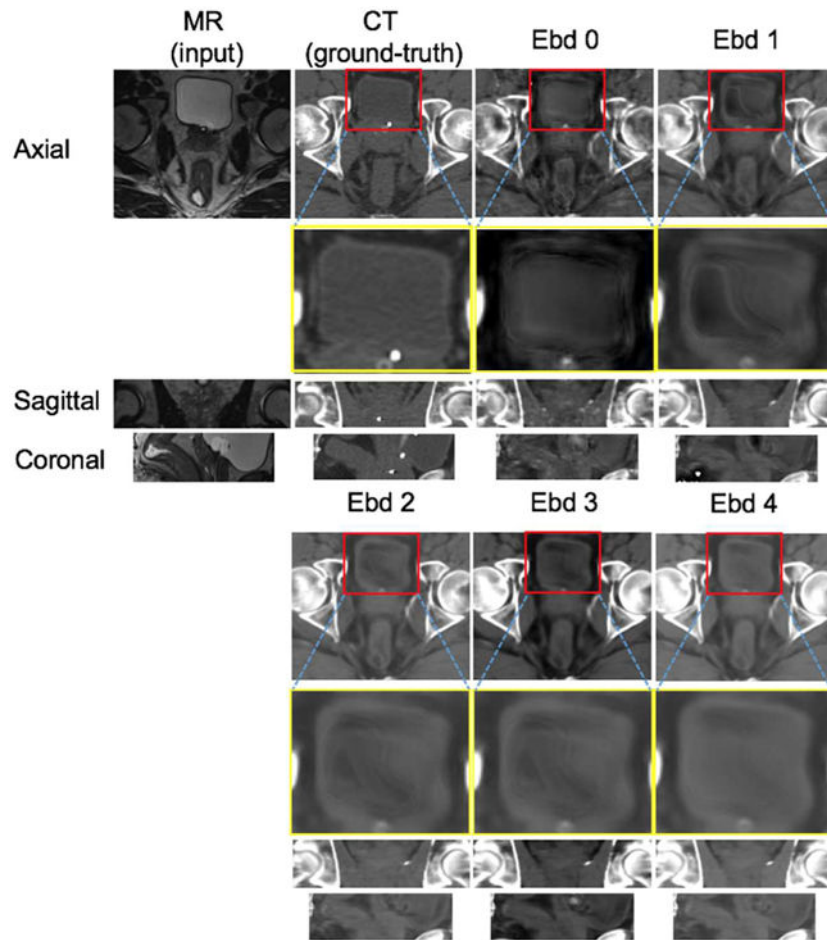 MR
(input)
CT
(ground-truth)
Ebd 0
Ebd 1
Axial
Sagittal
Coronal
Ebd 2
Ebd 3
Ebd 4